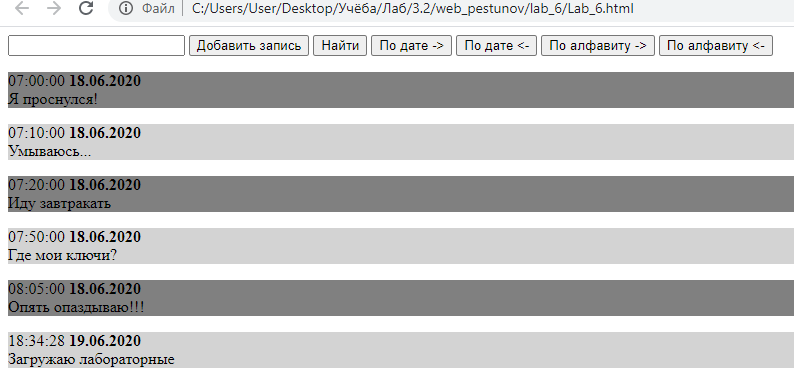 Файл C:/Users/User/Desktop/Учёба/Лаб/3.2/web_pestunov/lab_6/Lab_6.html
Добавить запись Найти По дате -> По дате <- По алфавиту -> По алфавиту <-
07:00:00 18.06.2020
Я проснулся!
07:10:00 18.06.2020
Умываюсь...
07:20:00 18.06.2020
Иду завтракать
07:50:00 18.06.2020
Где мои ключи?
08:05:00 18.06.2020
Опять опаздываю!!!
18:34:28 19.06.2020
Загружаю лабораторные